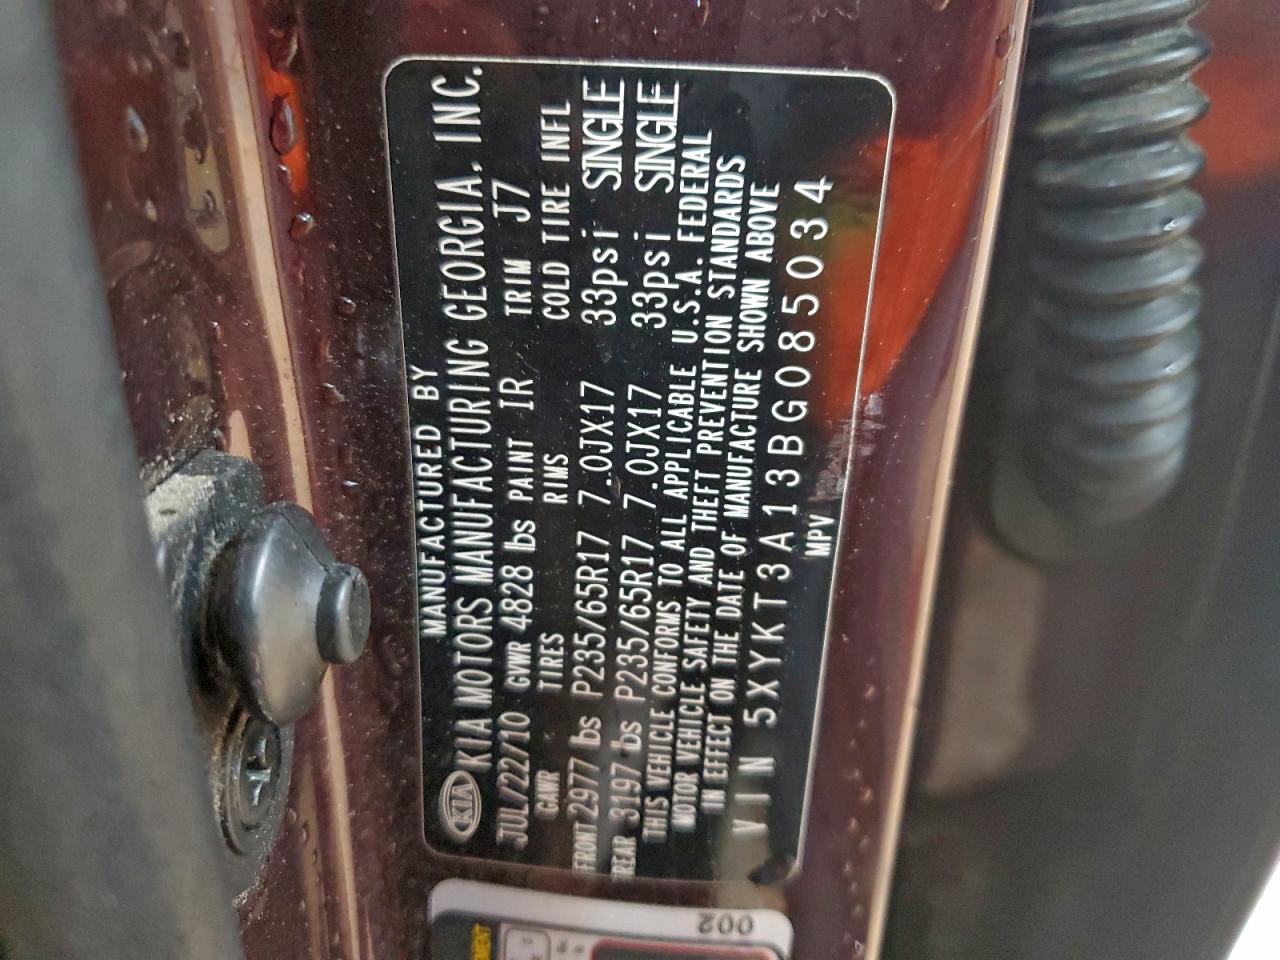 MANUFACTURED BY
KIA KIA MOTORS MANUFACTURING GEORGIA, INC.
JUL/22/10 GVWR 4828 lbs PAINT IR TRIM J7
GAWR TIRES RIMS COLD TIRE INFL
FRONT 2977 lbs P235/65R17 7.0JX17 33psi SINGLE
REAR 3197 lbs P235/65R17 7.0JX17 33psi SINGLE
THIS VEHICLE CONFORMS TO ALL APPLICABLE U.S.A. FEDERAL
MOTOR VEHICLE SAFETY AND THEFT PREVENTION STANDARDS
IN EFFECT ON THE DATE OF MANUFACTURE SHOWN ABOVE
VIN 5XYKT3A13BG085034
MPV
002